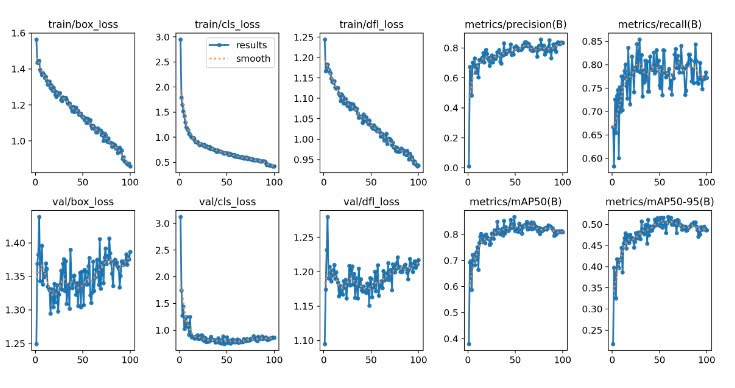 train/box_loss
train/cls_loss
train/dfl_loss
metrics/precision(B)
metrics/recall(B)
1.6
1.4
1.2
1.0
0 50 100
3.0
2.5
2.0
1.5
1.0
0.5
0 50 100
results
smooth
1.25
1.20
1.15
1.10
1.05
1.00
0.95
0 50 100
0.8
0.6
0.4
0.2
0.0
0 50 100
0.85
0.80
0.75
0.70
0.65
0.60
0 50 100
val/box_loss
val/cls_loss
val/dfl_loss
metrics/mAP50(B)
metrics/mAP50-95(B)
1.40
1.35
1.30
1.25
0 50 100
3.0
2.5
2.0
1.5
1.0
0 50 100
1.25
1.20
1.15
1.10
0 50 100
0.8
0.7
0.6
0.5
0.4
0 50 100
0.50
0.45
0.40
0.35
0.30
0.25
0 50 100